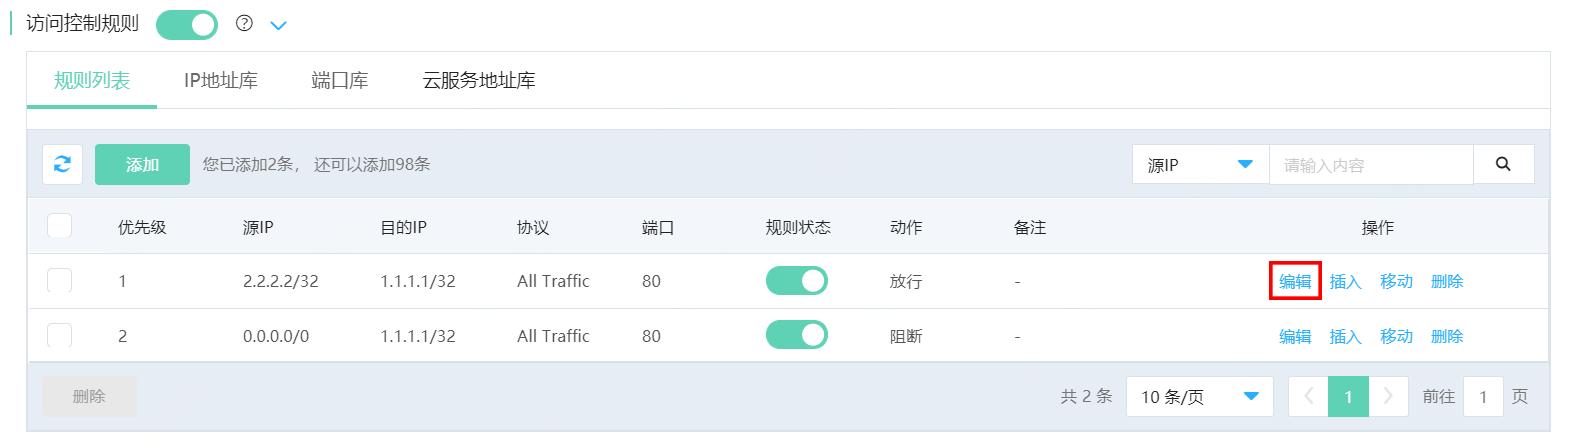 访问控制规则 ?
规则列表 IP地址库 端口库 云服务地址库
添加 您已添加2条， 还可以添加98条 源IP 请输入内容
优先级 源IP 目的IP 协议 端口 规则状态 动作 备注 操作
1 2.2.2.2/32 1.1.1.1/32 All Traffic 80 放行 - 编辑 插入 移动 删除
2 0.0.0.0/0 1.1.1.1/32 All Traffic 80 阻断 - 编辑 插入 移动 删除
删除 共 2 条 10 条/页 1 前往 1 页